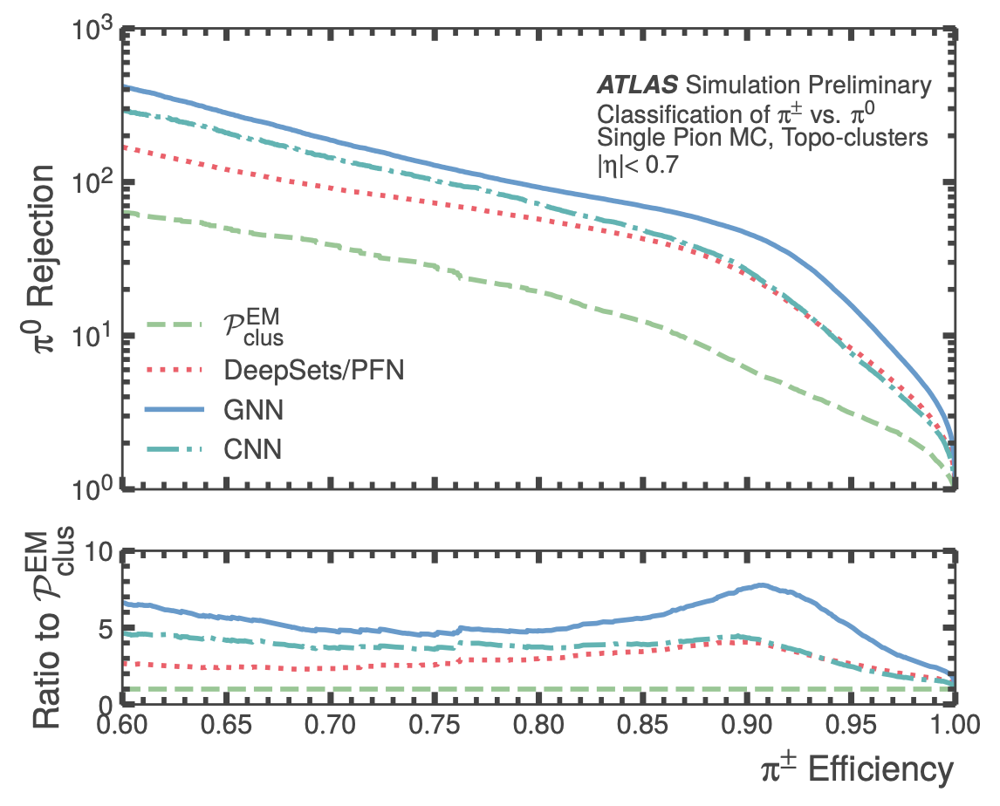 10³
10²
10¹
10⁰
π⁰ Rejection
ATLAS Simulation Preliminary
Classification of π± vs. π⁰
Single Pion MC, Topo-clusters
|η|< 0.7
𝒫ᴱᴹclus
DeepSets/PFN
GNN
CNN
Ratio to 𝒫ᴱᴹclus
10
5
0
0.60 0.65 0.70 0.75 0.80 0.85 0.90 0.95 1.00
π± Efficiency